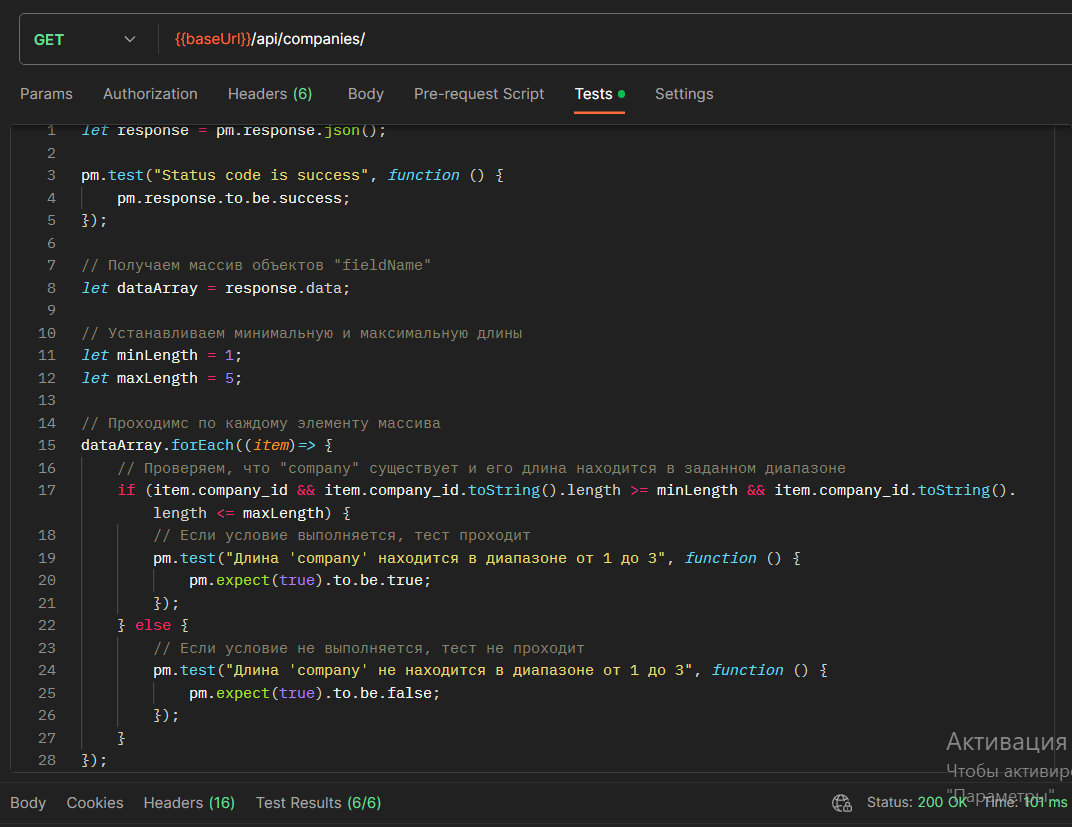 GET {{baseUrl}}/api/companies/
Params Authorization Headers (6) Body Pre-request Script Tests Settings
1 let response = pm.response.json();
2
3 pm.test("Status code is success", function () {
4 pm.response.to.be.success;
5 });
6
7 // Получаем массив объектов "fieldName"
8 let dataArray = response.data;
9
10 // Устанавливаем минимальную и максимальную длины
11 let minLength = 1;
12 let maxLength = 5;
13
14 // Проходимс по каждому элементу массива
15 dataArray.forEach((item)=> {
16 // Проверяем, что "company" существует и его длина находится в заданном диапазоне
17 if (item.company_id && item.company_id.toString().length >= minLength && item.company_id.toString().
length <= maxLength) {
18 // Если условие выполняется, тест проходит
19 pm.test("Длина 'company' находится в диапазоне от 1 до 3", function () {
20 pm.expect(true).to.be.true;
21 });
22 } else {
23 // Если условие не выполняется, тест не проходит
24 pm.test("Длина 'company' не находится в диапазоне от 1 до 3", function () {
25 pm.expect(true).to.be.false;
26 });
27 }
28 });
Активация
Чтобы активир
"Параметры"
Body Cookies Headers (16) Test Results (6/6) Status: 200 OK Time: 101 ms